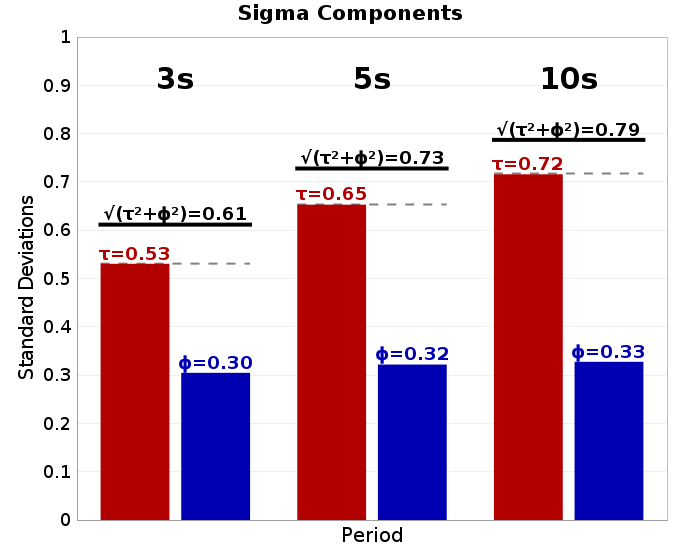 Sigma Components
Standard Deviations
1
0.9
0.8
0.7
0.6
0.5
0.4
0.3
0.2
0.1
0
3s
5s
10s
√(τ²+ϕ²)=0.61
τ=0.53
ϕ=0.30
√(τ²+ϕ²)=0.73
τ=0.65
ϕ=0.32
√(τ²+ϕ²)=0.79
τ=0.72
ϕ=0.33
Period